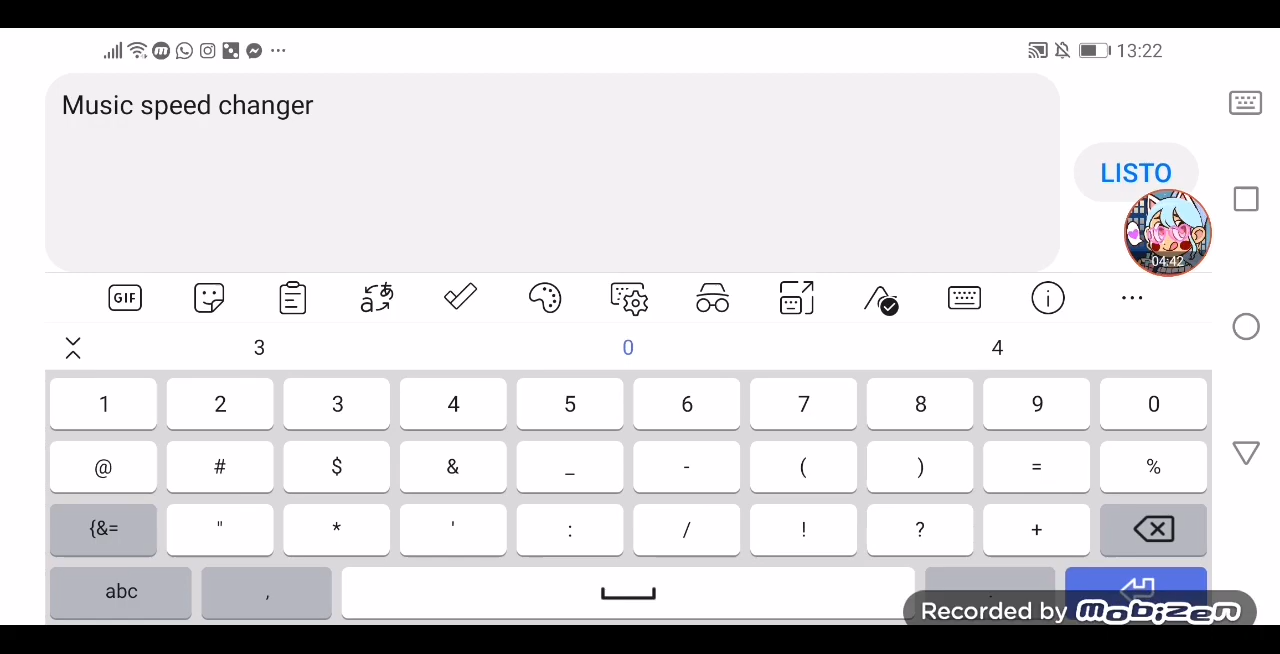 13:22
Music speed changer
LISTO
04:42
GIF
3 0 4
1 2 3 4 5 6 7 8 9 0
@ # $ & _ - ( ) = %
{&= " * ' : / ! ? +
abc , .
Recorded by mobizen